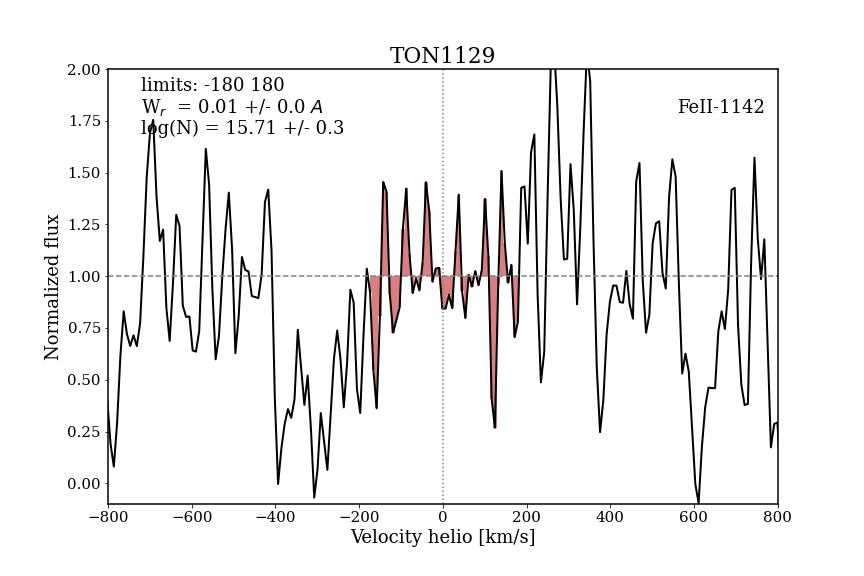 TON1129
limits: -180 180
Wr = 0.01 +/- 0.0 A
log(N) = 15.71 +/- 0.3
FeII-1142
Normalized flux
2.00
1.75
1.50
1.25
1.00
0.75
0.50
0.25
0.00
−800 −600 −400 −200 0 200 400 600 800
Velocity helio [km/s]